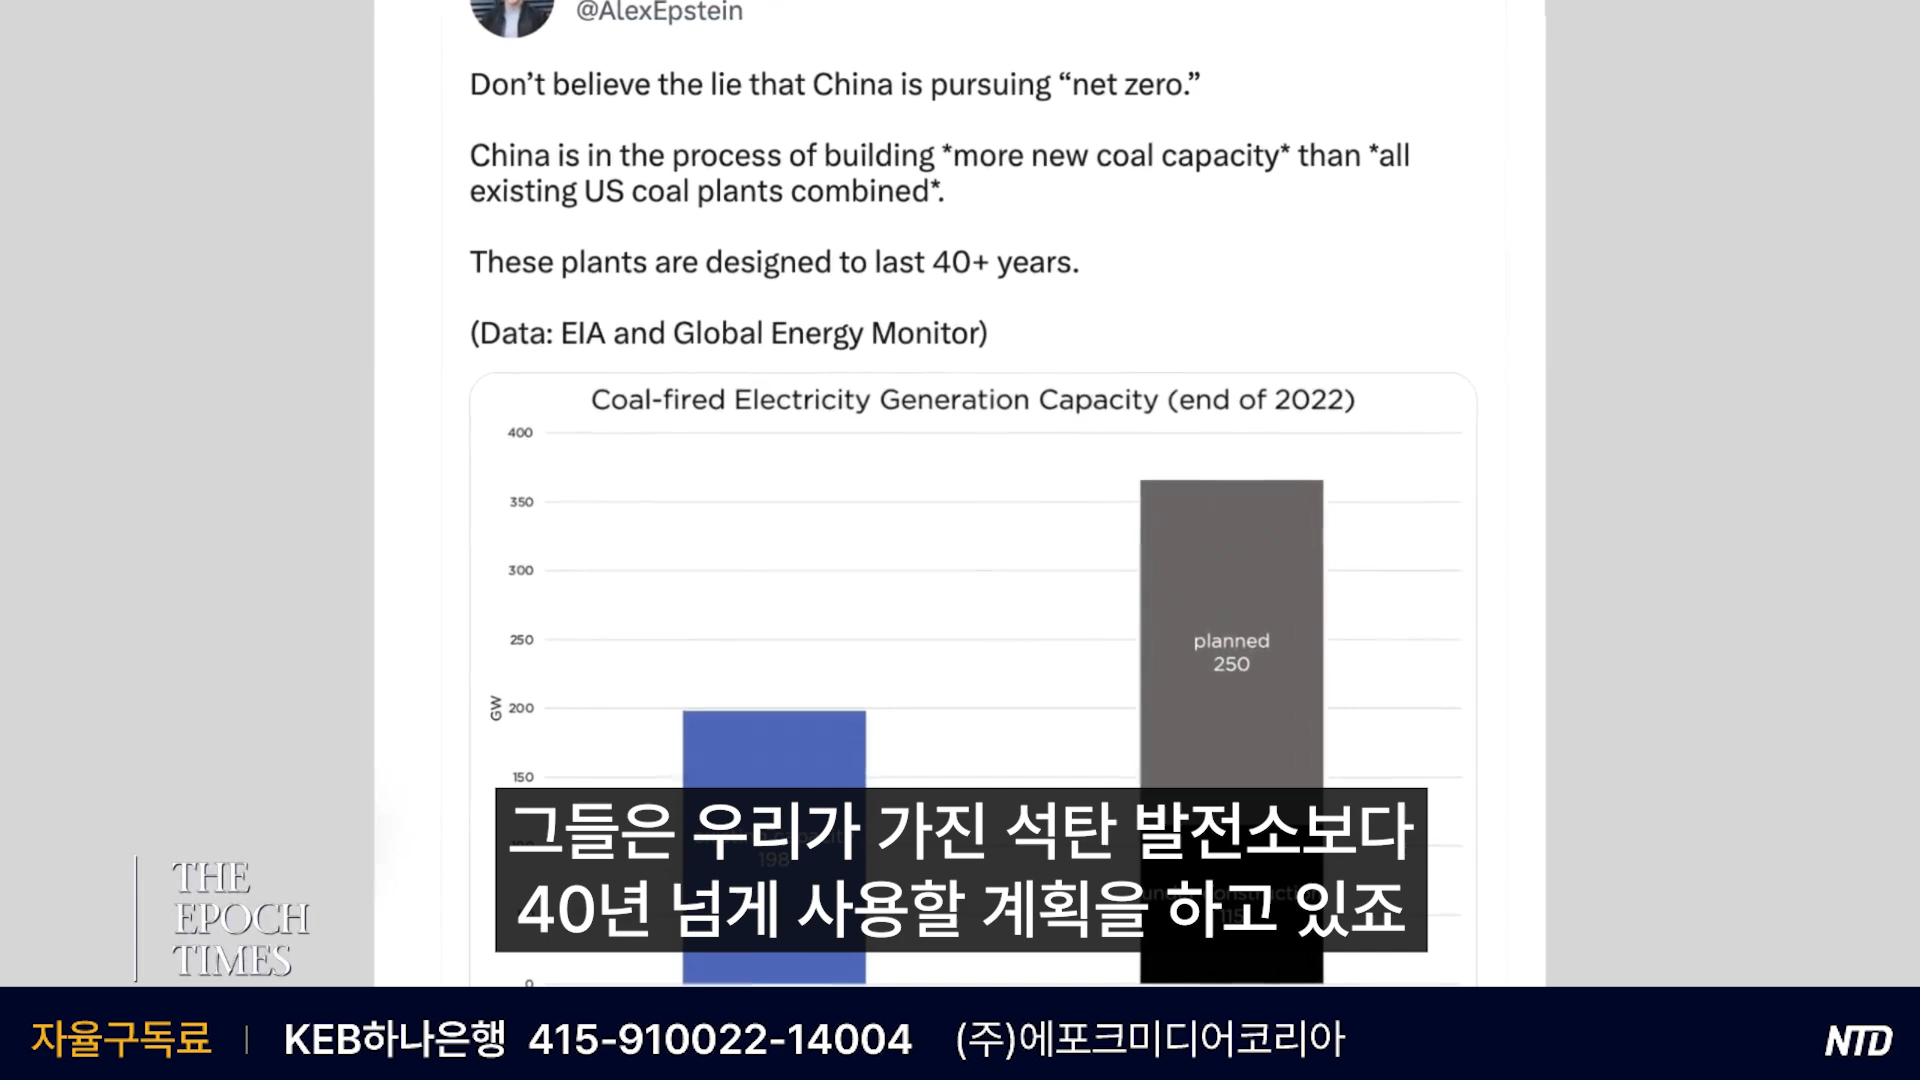 @AlexEpstein
Don’t believe the lie that China is pursuing “net zero.”
China is in the process of building *more new coal capacity* than *all
existing US coal plants combined*.
These plants are designed to last 40+ years.
(Data: EIA and Global Energy Monitor)
Coal-fired Electricity Generation Capacity (end of 2022)
400
350
300
250
GW
200
150
0
planned
250
198
115
그들은 우리가 가진 석탄 발전소보다
40년 넘게 사용할 계획을 하고 있죠
THE
EPOCH
TIMES
자율구독료 | KEB하나은행 415-910022-14004 (주)에포크미디어코리아
NTD